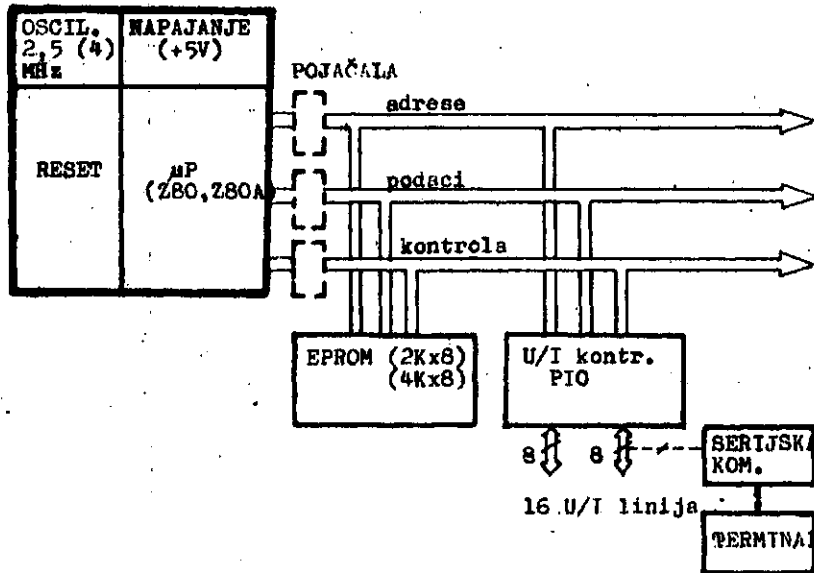 OSCIL.
2,5 (4)
MHz
NAPAJANJE
(+5V)
POJAČALA
adrese
RESET
µP
(Z80,Z80A)
podaci
kontrola
EPROM (2Kx8)
(4Kx8)
U/I kontr.
PIO
8
8
16 U/I linija
SERIJSKA
KOM.
TERMINA